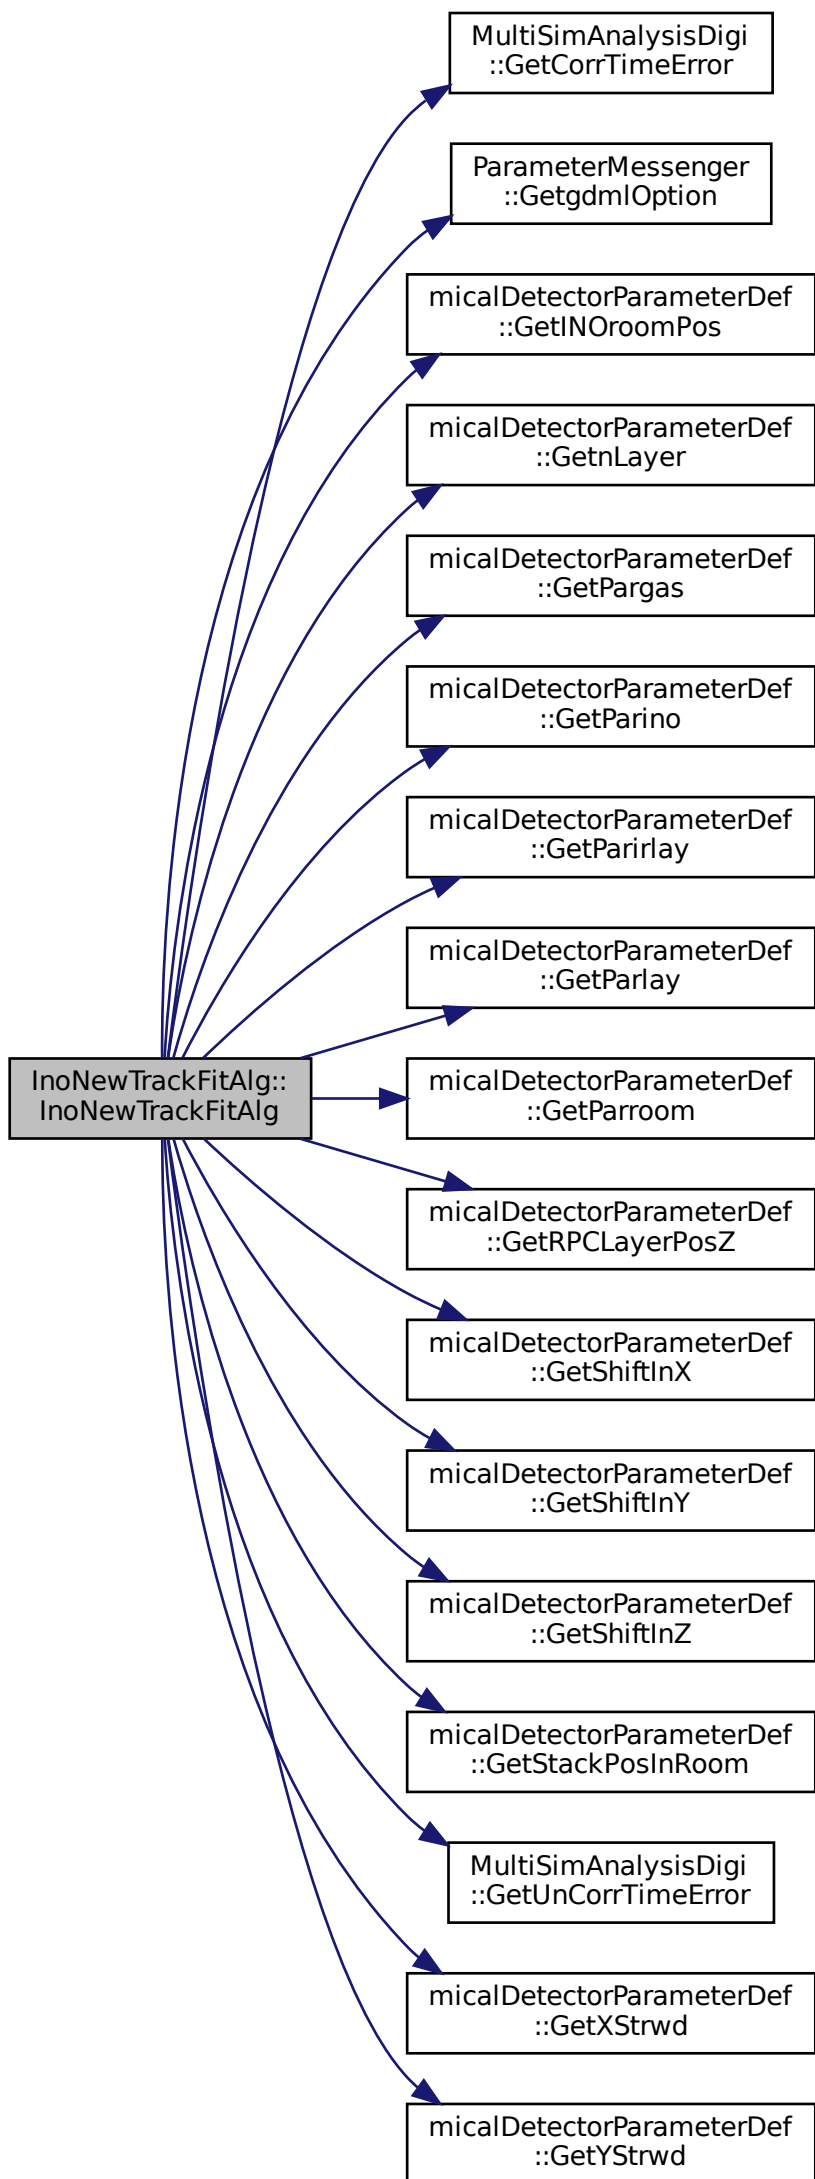 MultiSimAnalysisDigi
::GetCorrTimeError
ParameterMessenger
::GetgdmlOption
micalDetectorParameterDef
::GetINOroomPos
micalDetectorParameterDef
::GetnLayer
micalDetectorParameterDef
::GetPargas
micalDetectorParameterDef
::GetParino
micalDetectorParameterDef
::GetParirlay
micalDetectorParameterDef
::GetParlay
InoNewTrackFitAlg::
InoNewTrackFitAlg
micalDetectorParameterDef
::GetParroom
micalDetectorParameterDef
::GetRPCLayerPosZ
micalDetectorParameterDef
::GetShiftInX
micalDetectorParameterDef
::GetShiftInY
micalDetectorParameterDef
::GetShiftInZ
micalDetectorParameterDef
::GetStackPosInRoom
MultiSimAnalysisDigi
::GetUnCorrTimeError
micalDetectorParameterDef
::GetXStrwd
micalDetectorParameterDef
::GetYStrwd